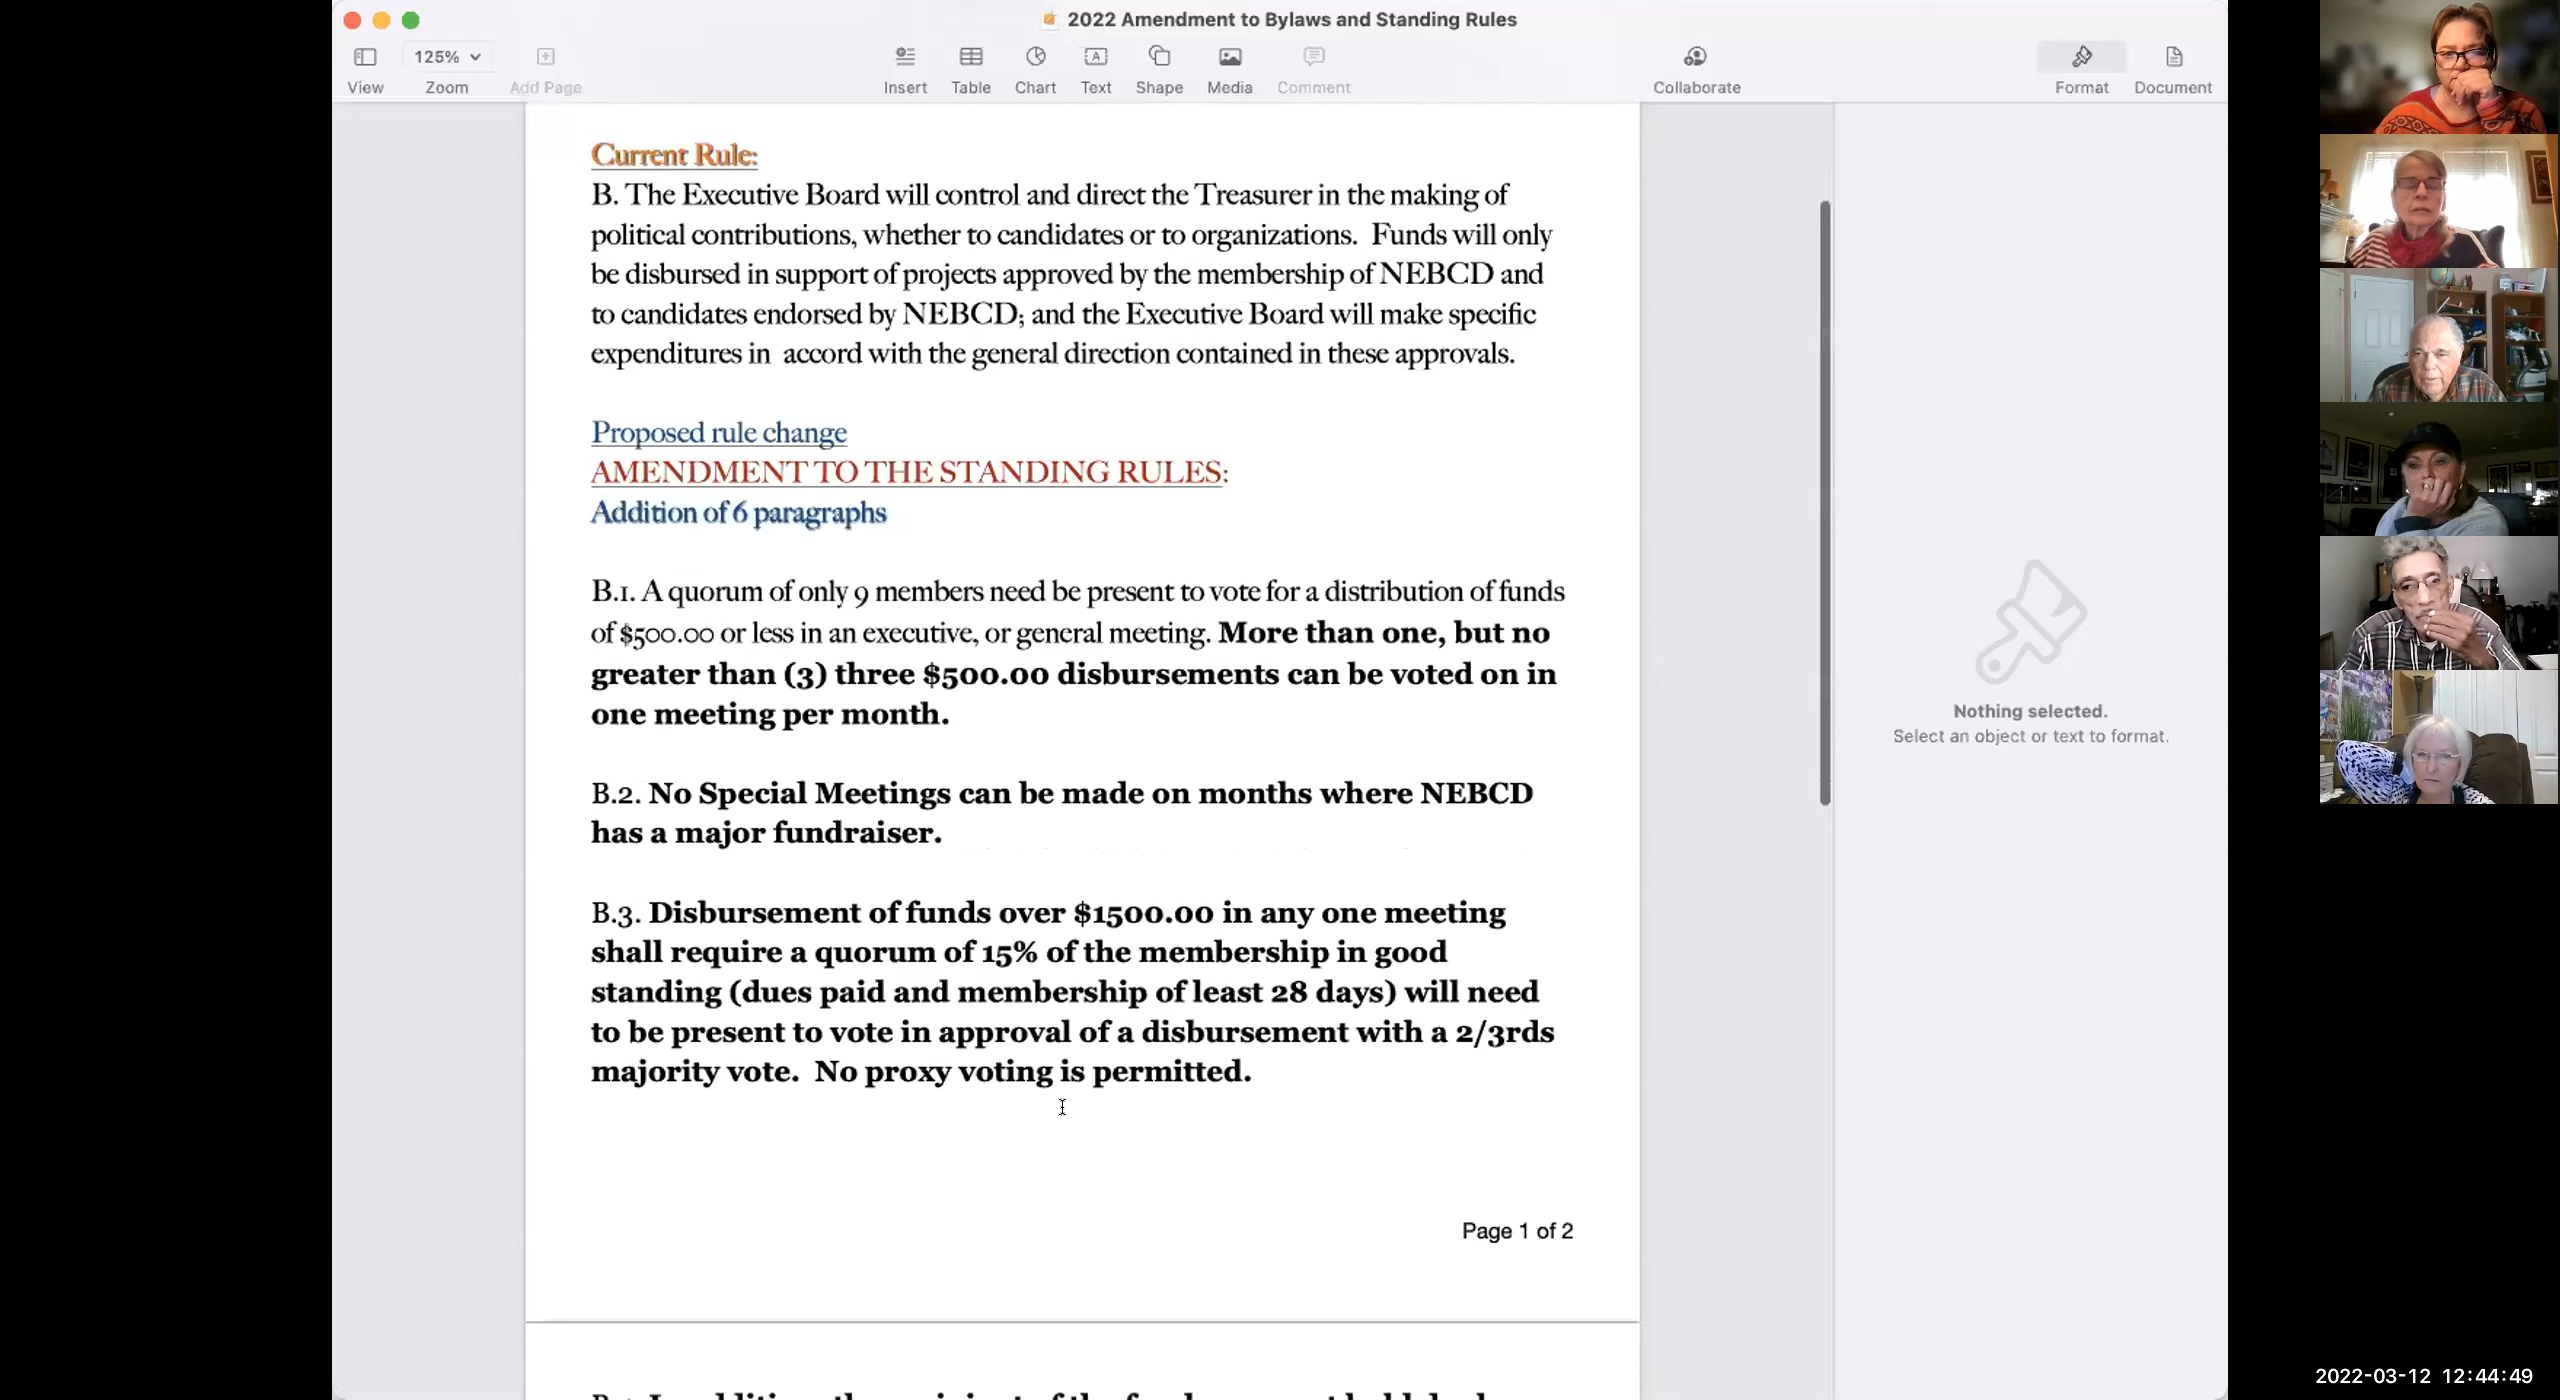 2022 Amendment to Bylaws and Standing Rules
125%
View
Zoom
Add Page
Insert
Table
Chart
Text
Shape
Media
Comment
Collaborate
Format
Document
Current Rule:
B. The Executive Board will control and direct the Treasurer in the making of
political contributions, whether to candidates or to organizations.  Funds will only
be disbursed in support of projects approved by the membership of NEBCD and
to candidates endorsed by NEBCD; and the Executive Board will make specific
expenditures in  accord with the general direction contained in these approvals.
Proposed rule change
AMENDMENT TO THE STANDING RULES:
Addition of 6 paragraphs
B.1. A quorum of only 9 members need be present to vote for a distribution of funds
of $500.00 or less in an executive, or general meeting. More than one, but no
greater than (3) three $500.00 disbursements can be voted on in
one meeting per month.
B.2. No Special Meetings can be made on months where NEBCD
has a major fundraiser.
B.3. Disbursement of funds over $1500.00 in any one meeting
shall require a quorum of 15% of the membership in good
standing (dues paid and membership of least 28 days) will need
to be present to vote in approval of a disbursement with a 2/3rds
majority vote.  No proxy voting is permitted.
Page 1 of 2
Nothing selected.
Select an object or text to format.
2022-03-12 12:44:49